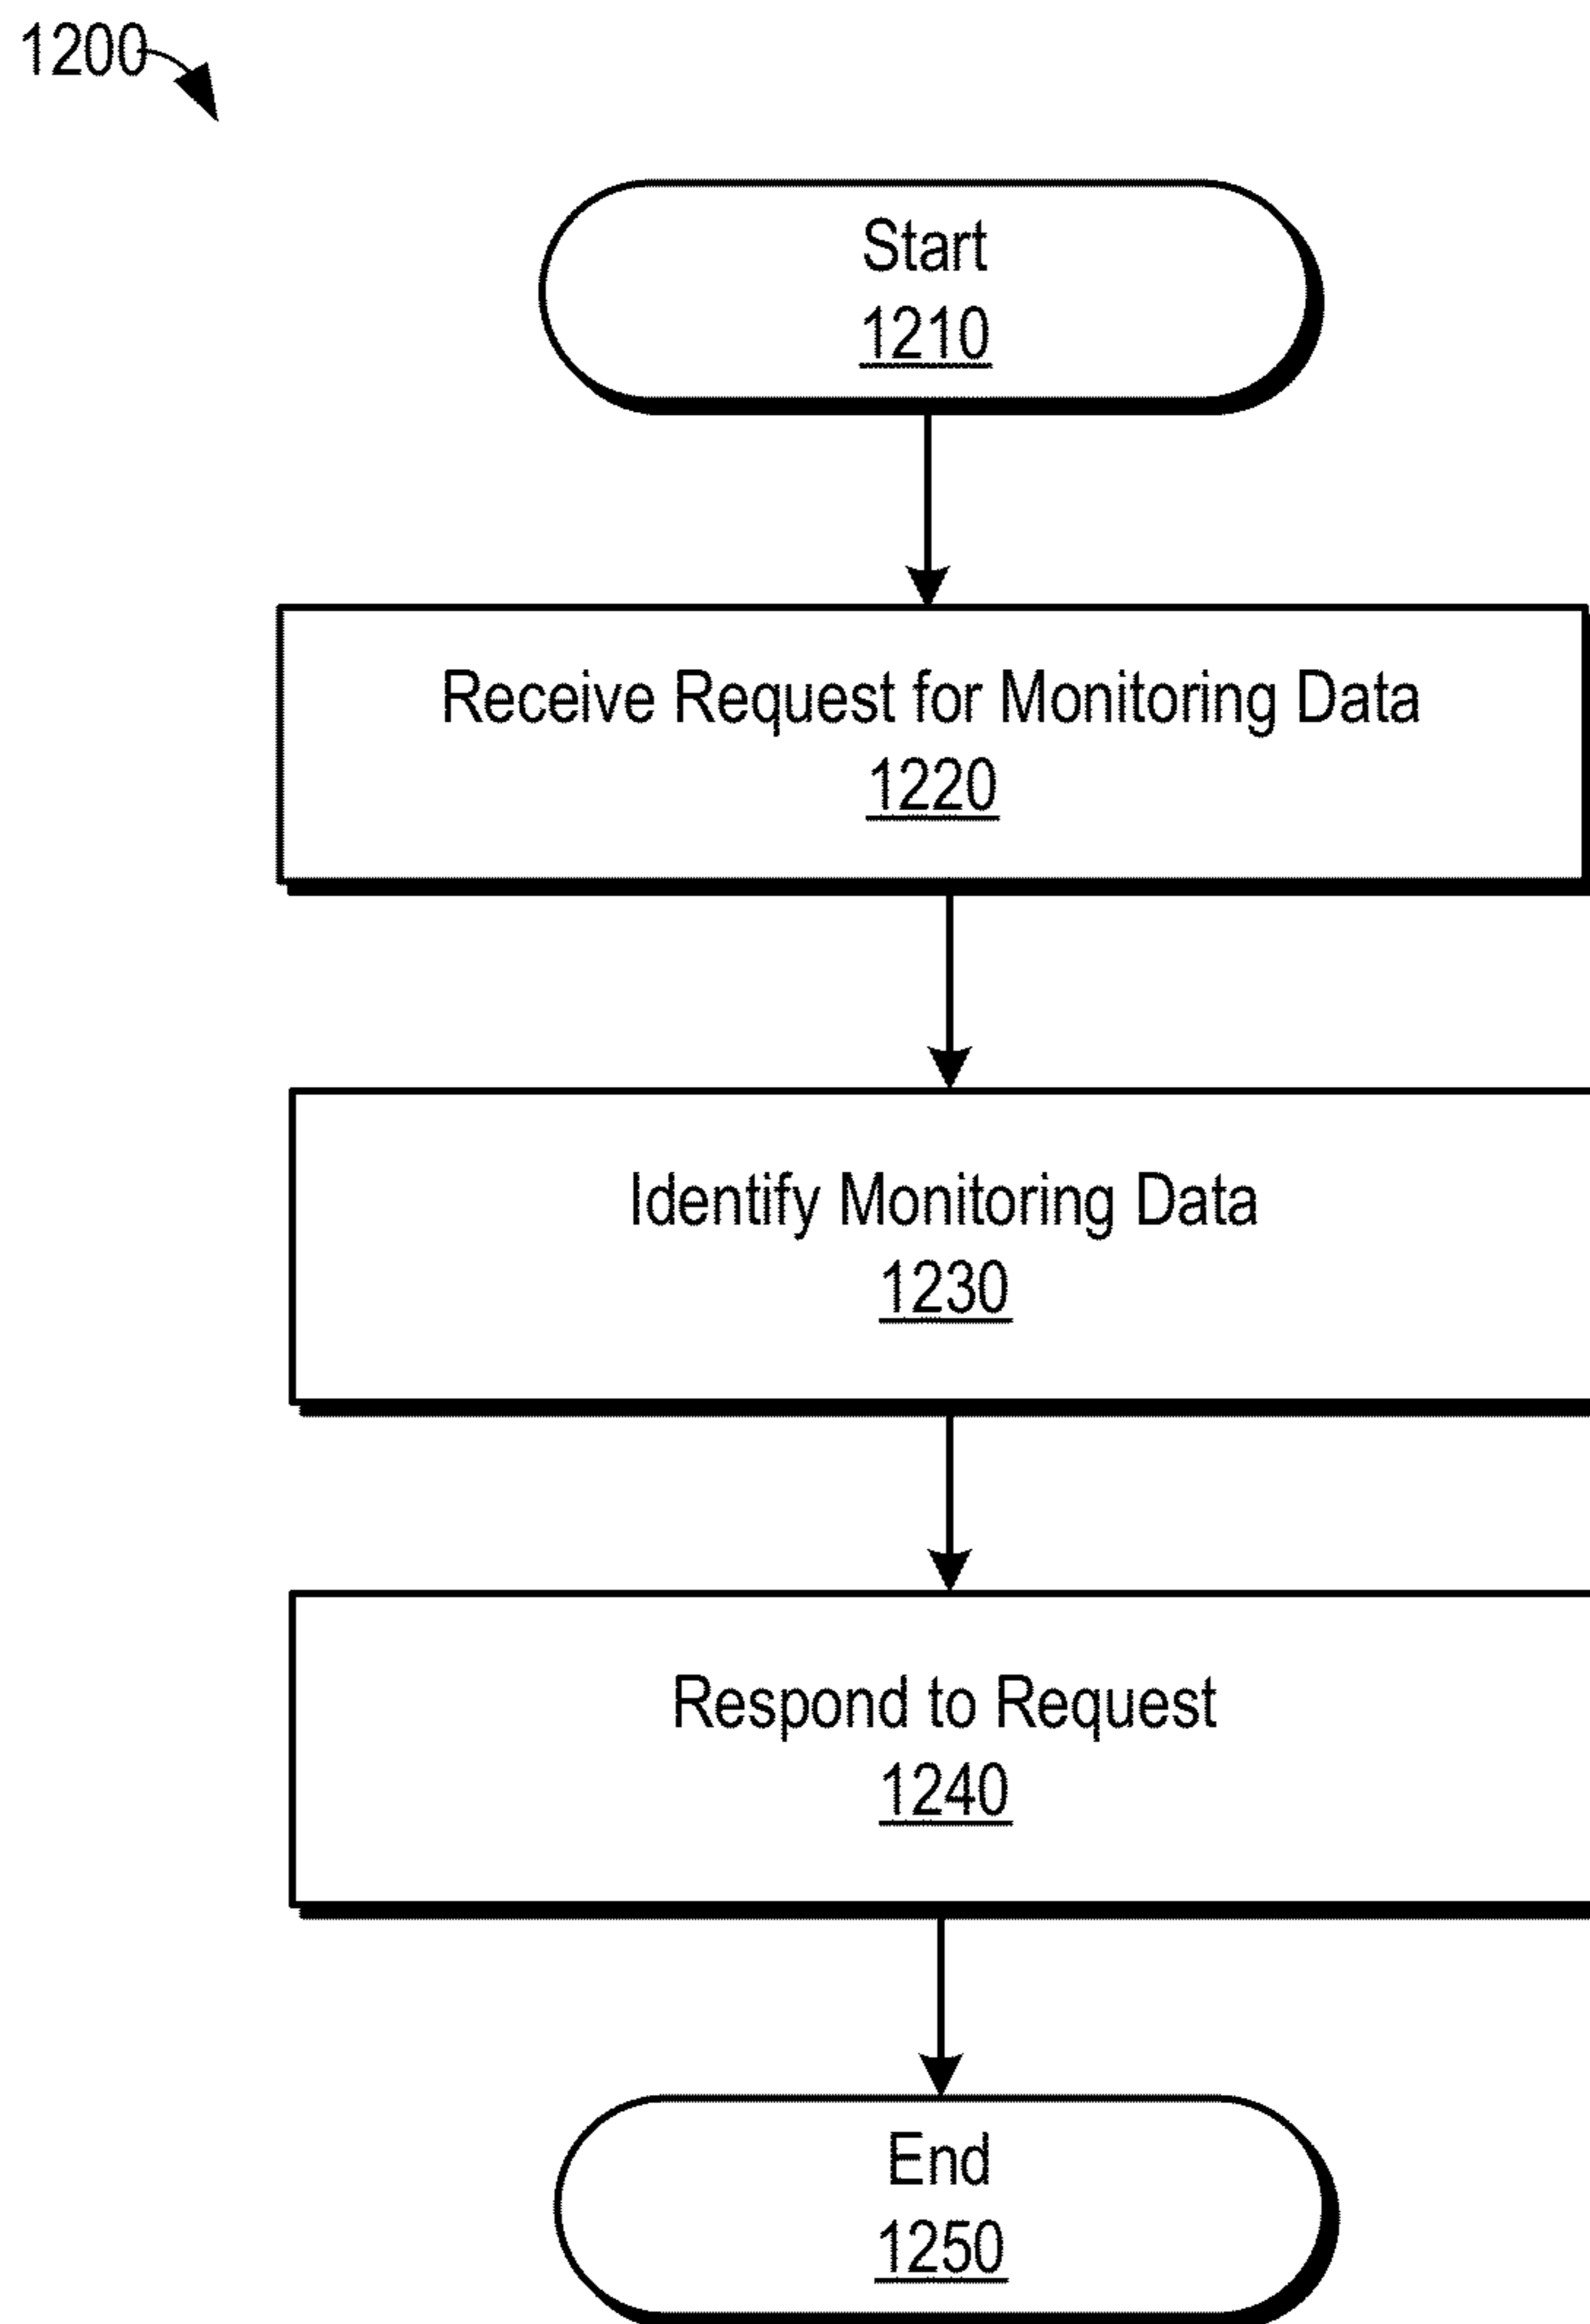 1200
Start
1210
Receive Request for Monitoring Data
1220
Identify Monitoring Data
1230
Respond to Request
1240
End
1250